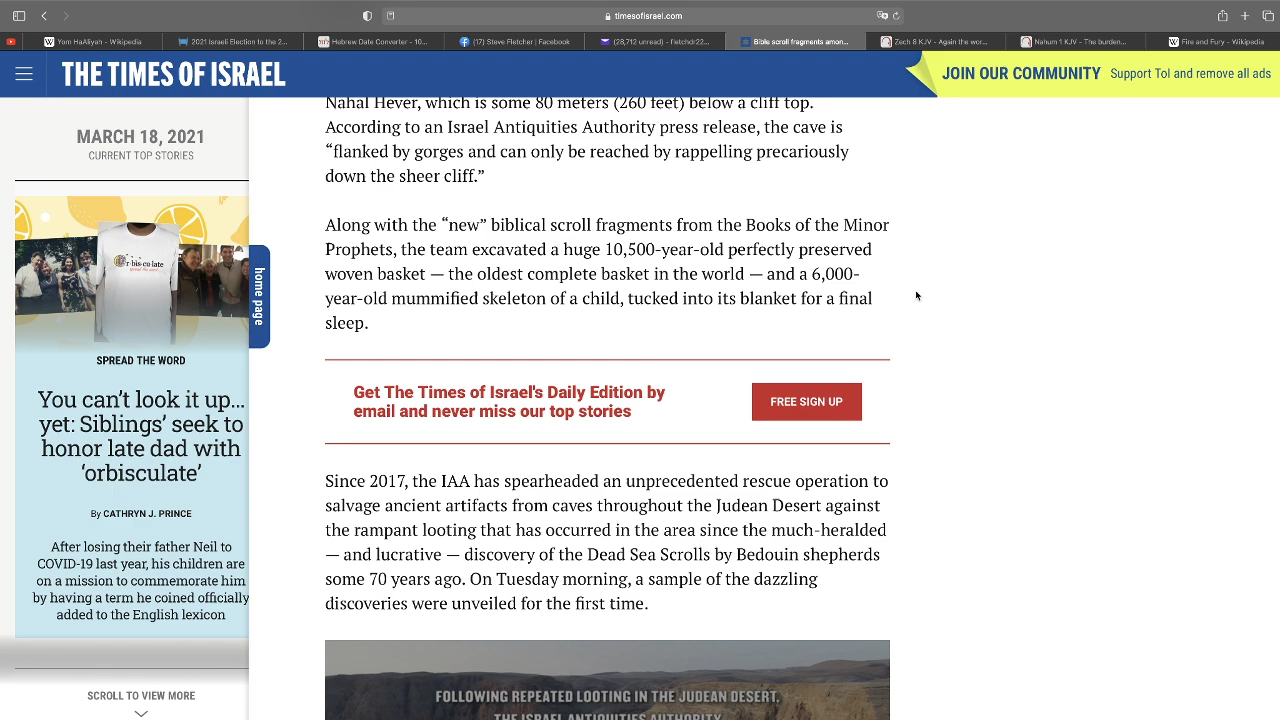 timesofisrael.com
Yom HaAliyah - Wikipedia
2021 Israeli Election to the 2...
Hebrew Date Converter - 10...
(17) Steve Fletcher | Facebook
(28,712 unread) - fletchdr22...
Bible scroll fragments amon...
Zech 8 KJV - Again the wor...
Nahum 1 KJV - The burden...
Fire and Fury - Wikipedia
THE TIMES OF ISRAEL
JOIN OUR COMMUNITY Support ToI and remove all ads
MARCH 18, 2021
CURRENT TOP STORIES
r·bis·co·late
SPREAD THE WORD
You can’t look it up...
yet: Siblings’ seek to
honor late dad with
‘orbisculate’
By CATHRYN J. PRINCE
After losing their father Neil to
COVID-19 last year, his children are
on a mission to commemorate him
by having a term he coined officially
added to the English lexicon
SCROLL TO VIEW MORE
home page
Nahal Hever, which is some 80 meters (260 feet) below a cliff top.
According to an Israel Antiquities Authority press release, the cave is
“flanked by gorges and can only be reached by rappelling precariously
down the sheer cliff.”
Along with the “new” biblical scroll fragments from the Books of the Minor
Prophets, the team excavated a huge 10,500-year-old perfectly preserved
woven basket — the oldest complete basket in the world — and a 6,000-
year-old mummified skeleton of a child, tucked into its blanket for a final
sleep.
Get The Times of Israel's Daily Edition by
email and never miss our top stories
FREE SIGN UP
Since 2017, the IAA has spearheaded an unprecedented rescue operation to
salvage ancient artifacts from caves throughout the Judean Desert against
the rampant looting that has occurred in the area since the much-heralded
— and lucrative — discovery of the Dead Sea Scrolls by Bedouin shepherds
some 70 years ago. On Tuesday morning, a sample of the dazzling
discoveries were unveiled for the first time.
FOLLOWING REPEATED LOOTING IN THE JUDEAN DESERT,
THE ISRAEL ANTIQUITIES AUTHORITY